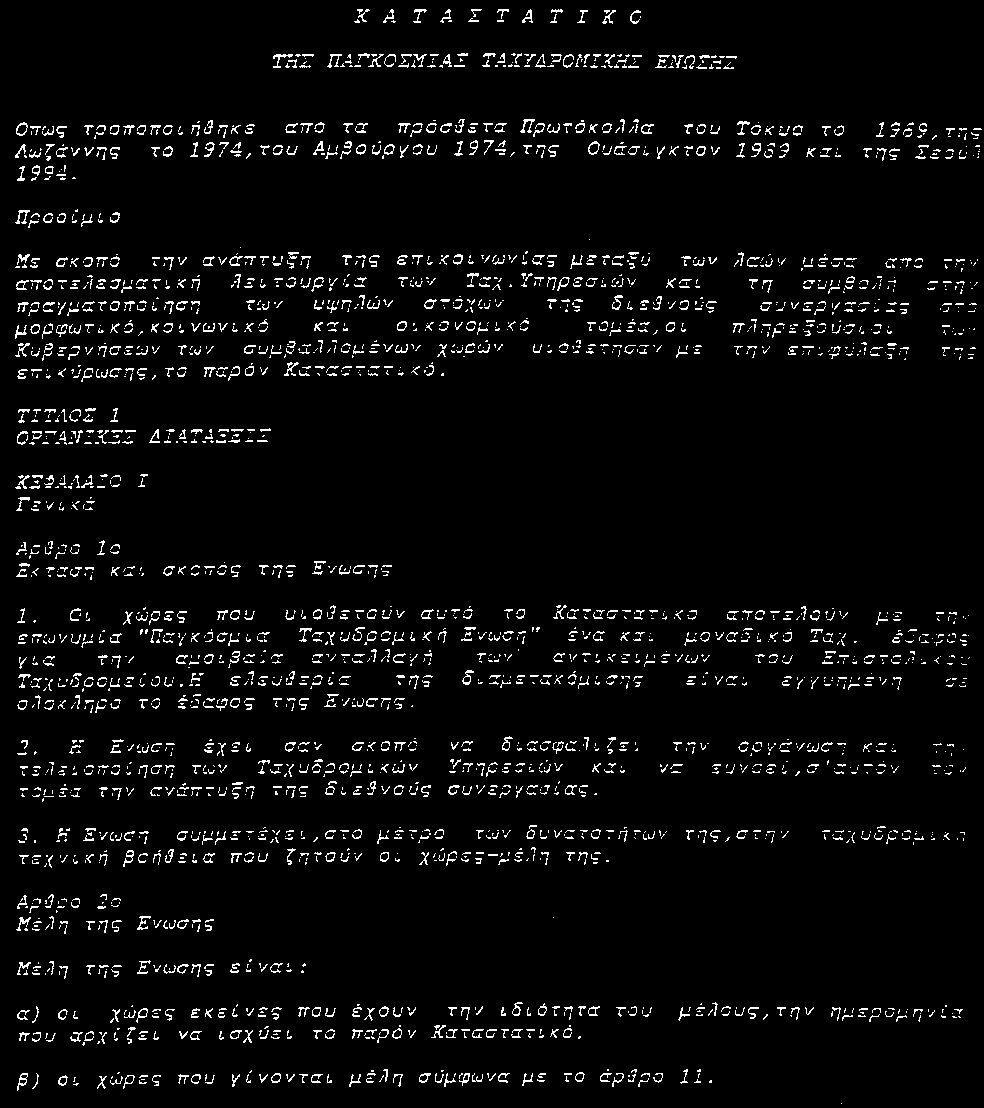 Κ Α Τ Α Σ Τ Α Τ Ι Κ Ο
ΤΗΣ ΠΑΓΚΟΣΜΙΑΣ ΤΑΧΥΔΡΟΜΙΚΗΣ ΕΝΩΣΗΣ
Οπως τροποποιήθηκε απο τα πρόσθετα Πρωτόκολλα του Τόκυο το 1969,της
Λωζάννης το 1974,του Αμβούργου 1974,της Ουάσιγκτον 1989 και της Σεούλ
1994.
Προοίμιο
Με σκοπό την ανάπτυξη της επικοινωνίας μεταξύ των λαών μέσα απο την
αποτελεσματική λειτουργία των Ταχ.Υπηρεσιών και τη συμβολή στην
πραγματοποίηση των υψηλών στόχων της διεθνούς συνεργασίας στο
μορφωτικό,κοινωνικό και οικονομικό τομέα,οι πληρεξούσιοι των
Κυβερνήσεων των συμβαλλομένων χωρών υιοθέτησαν με την επιφύλαξη της
επικύρωσης,το παρόν Καταστατικό.
ΤΙΤΛΟΣ 1
ΟΡΓΑΝΙΚΕΣ ΔΙΑΤΑΞΕΙΣ
ΚΕΦΑΛΑΙΟ Ι
Γενικά
Αρθρο 1ο
Εκταση και σκοπός της Ενωσης
1. Οι χώρες που υιοθετούν αυτό το Καταστατικο αποτελούν με την
επωνυμία "Παγκόσμια Ταχυδρομική Ενωση" ένα και μοναδικό Ταχ. έδαφος
για την αμοιβαία ανταλλαγή των αντικειμένων του Επιστολικού
Ταχυδρομείου.Η ελευθερία της διαμετακόμισης είναι εγγυημένη σε
ολοκληρο το έδαφος της Ενωσης.
2. Η Ενωση έχει σαν σκοπό να διασφαλίζει την οργάνωση και την
τελειοποίηση των Ταχυδρομικών Υπηρεσιών και να ευνοεί,σ'αυτόν τον
τομέα την ανάπτυξη της διεθνούς συνεργασίας.
3. Η Ενωση συμμετέχει,στο μέτρο των δυνατοτήτων της,στην ταχυδρομικη
τεχνική βοήθεια που ζητούν οι χώρες-μέλη της.
Αρθρο 2ο
Μέλη της Ενωσης
Μέλη της Ενωσης είναι:
α) οι χώρες εκείνες που έχουν την ιδιότητα του μέλους,την ημερομηνία
που αρχίζει να ισχύει το παρόν Καταστατικό.
β) οι χώρες που γίνονται μέλη σύμφωνα με το άρθρο 11.